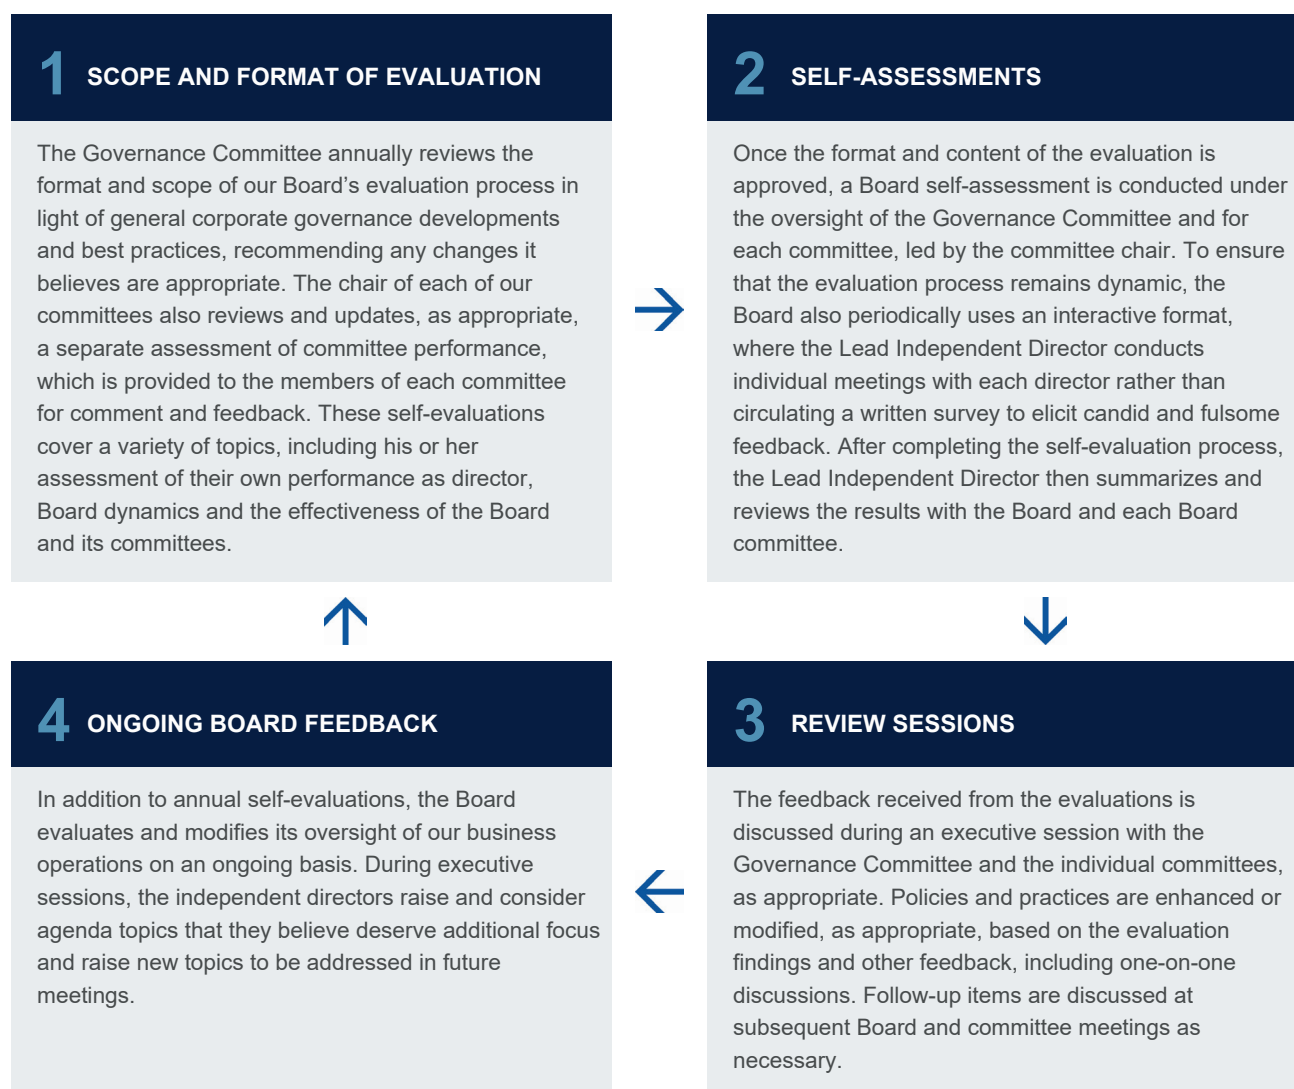 1 SCOPE AND FORMAT OF EVALUATION
The Governance Committee annually reviews the
format and scope of our Board’s evaluation process in
light of general corporate governance developments
and best practices, recommending any changes it
believes are appropriate. The chair of each of our
committees also reviews and updates, as appropriate,
a separate assessment of committee performance,
which is provided to the members of each committee
for comment and feedback. These self-evaluations
cover a variety of topics, including his or her
assessment of their own performance as director,
Board dynamics and the effectiveness of the Board
and its committees.
2 SELF-ASSESSMENTS
Once the format and content of the evaluation is
approved, a Board self-assessment is conducted under
the oversight of the Governance Committee and for
each committee, led by the committee chair. To ensure
that the evaluation process remains dynamic, the
Board also periodically uses an interactive format,
where the Lead Independent Director conducts
individual meetings with each director rather than
circulating a written survey to elicit candid and fulsome
feedback. After completing the self-evaluation process,
the Lead Independent Director then summarizes and
reviews the results with the Board and each Board
committee.
3 REVIEW SESSIONS
The feedback received from the evaluations is
discussed during an executive session with the
Governance Committee and the individual committees,
as appropriate. Policies and practices are enhanced or
modified, as appropriate, based on the evaluation
findings and other feedback, including one-on-one
discussions. Follow-up items are discussed at
subsequent Board and committee meetings as
necessary.
4 ONGOING BOARD FEEDBACK
In addition to annual self-evaluations, the Board
evaluates and modifies its oversight of our business
operations on an ongoing basis. During executive
sessions, the independent directors raise and consider
agenda topics that they believe deserve additional focus
and raise new topics to be addressed in future
meetings.